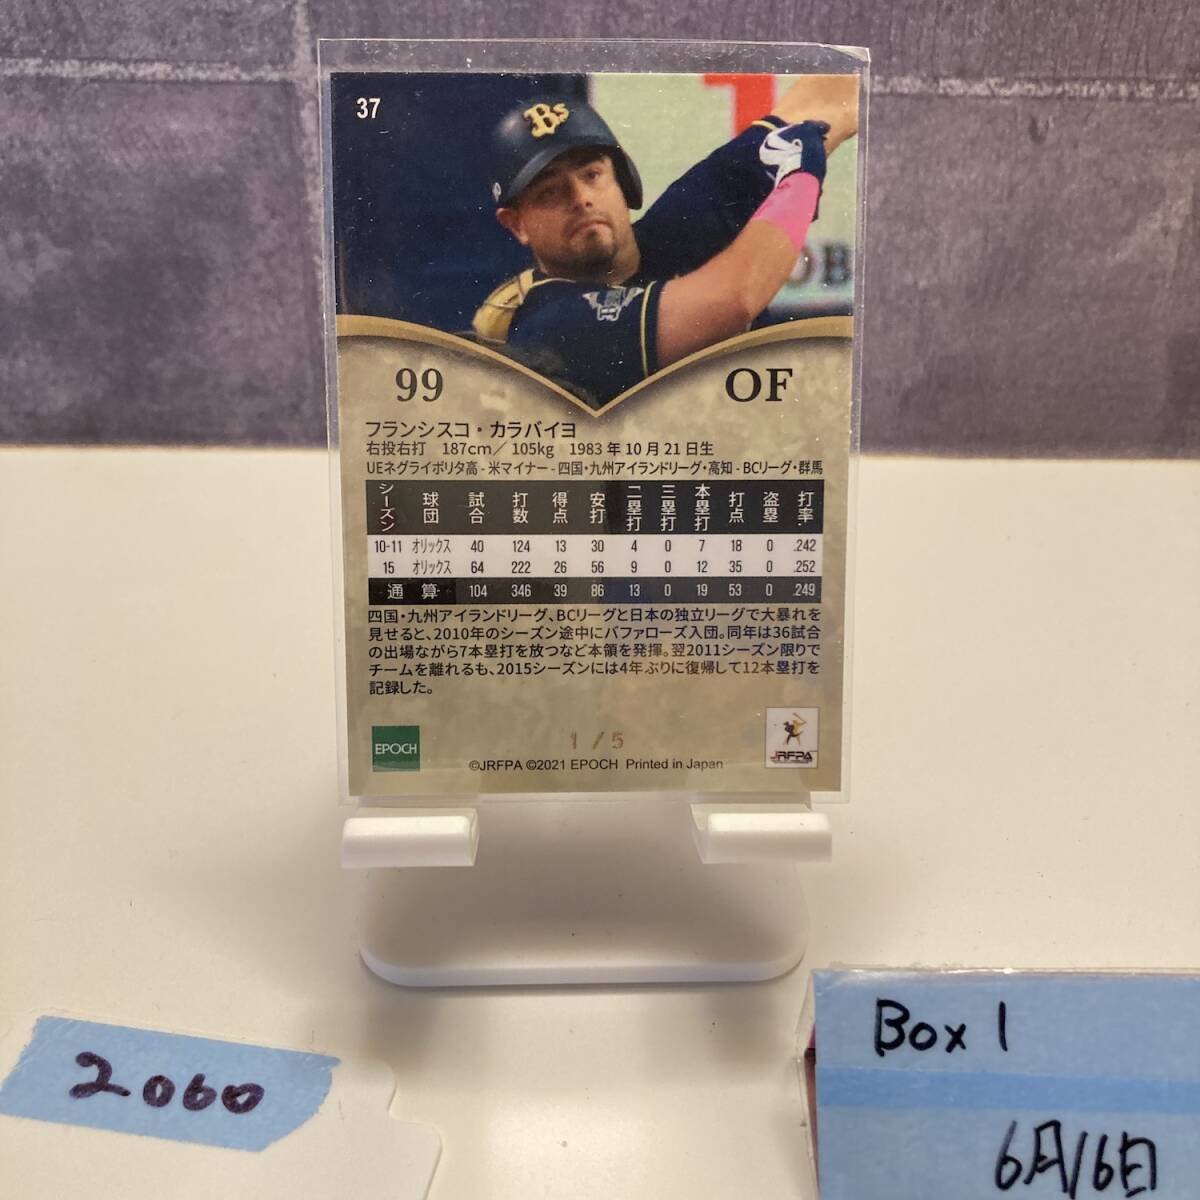 37
Bs
99 OF
フランシスコ・カラバイヨ
右投右打 187cm/105kg 1983年10月21日生
UEネグライボリタ高-米マイナー-四国・九州アイランドリーグ・高知-BCリーグ・群馬
シーズン 球団 試合 打数 得点 安打 二塁打 三塁打 本塁打 打点 盗塁 打率
10-11 オリックス 40 124 13 30 4 0 7 18 0 .242
15 オリックス 64 222 26 56 9 0 12 35 0 .252
通算 104 346 39 86 13 0 19 53 0 .249
四国・九州アイランドリーグ、BCリーグと日本の独立リーグで大暴れを
見せると、2010年のシーズン途中にバファローズ入団。同年は36試合
の出場ながら7本塁打を放つなど本領を発揮。翌2011シーズン限りで
チームを離れるも、2015シーズンには4年ぶりに復帰して12本塁打を
記録した。
1/5
EPOCH
JRFPA
©JRFPA ©2021 EPOCH Printed in Japan
2060
Box 1
6月16日